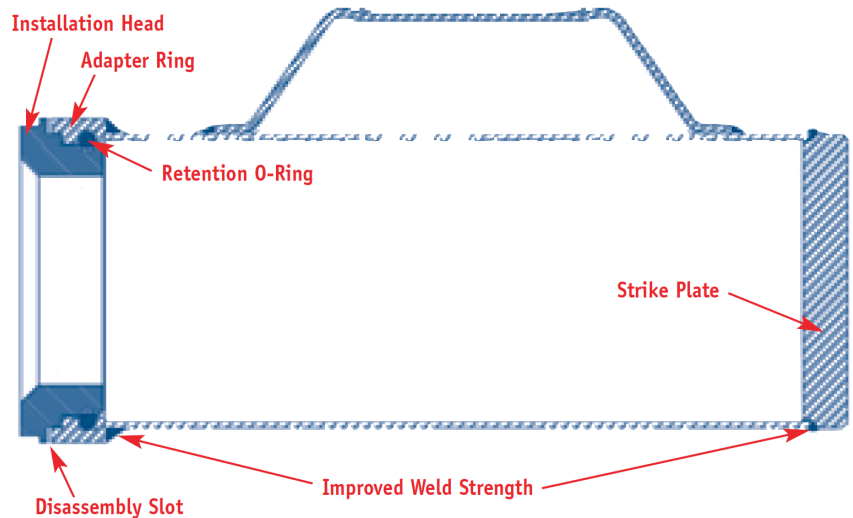 Installation Head
Adapter Ring
Retention O-Ring
Strike Plate
Improved Weld Strength
Disassembly Slot